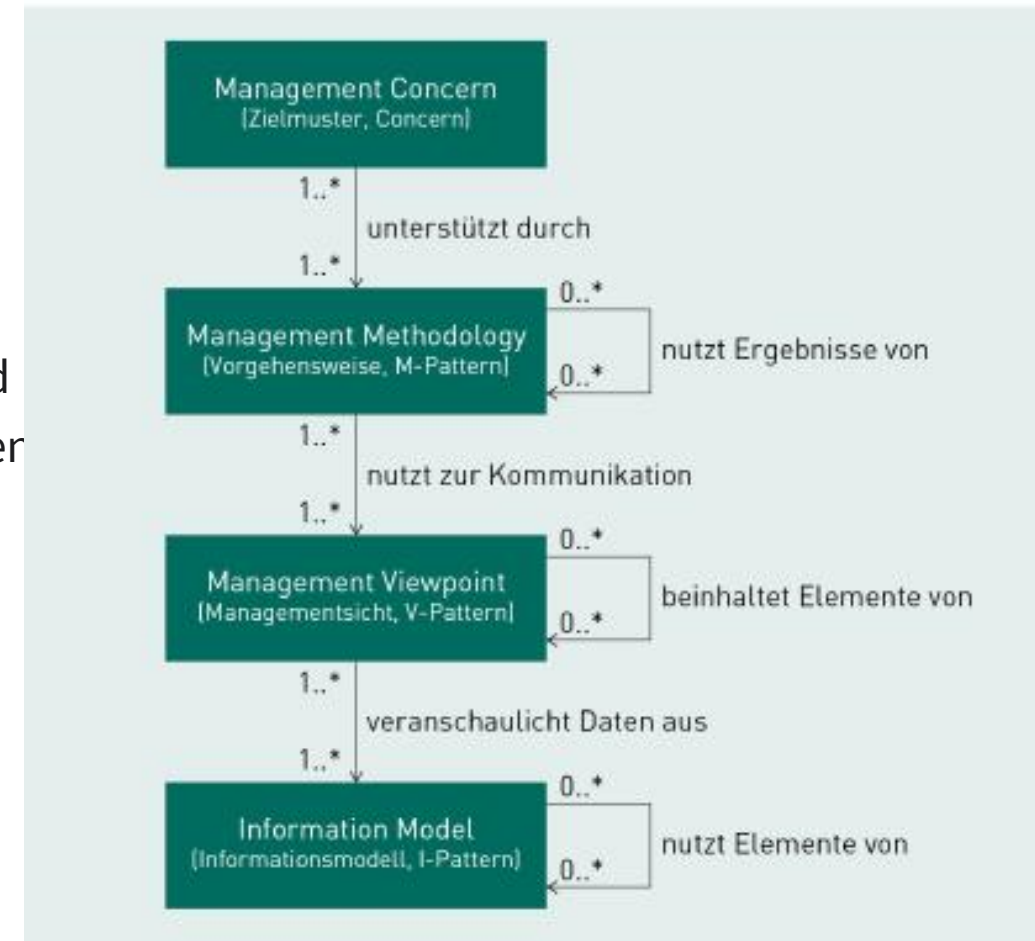 Management Concern
(Zielmuster, Concern)
1..*
unterstützt durch
1..*
0..*
Management Methodology
(Vorgehensweise, M-Pattern)
nutzt Ergebnisse von
0..*
1..*
nutzt zur Kommunikation
1..*
0..*
Management Viewpoint
(Managementsicht, V-Pattern)
beinhaltet Elemente von
0..*
1..*
veranschaulicht Daten aus
1..*
0..*
Information Model
(Informationsmodell, I-Pattern)
nutzt Elemente von
0..*